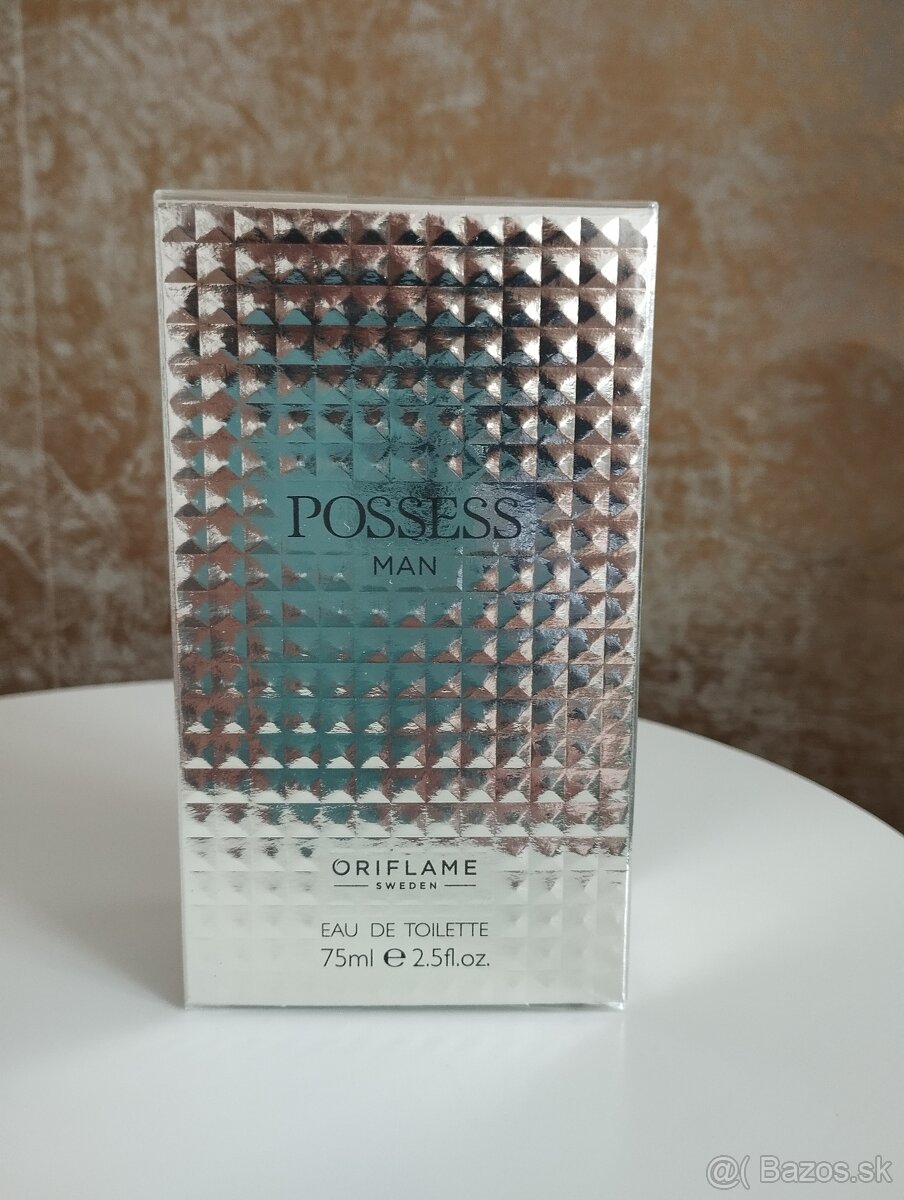 POSSESS
MAN
ORIFLAME
SWEDEN
EAU DE TOILETTE
75ml e 2.5fl.oz.
@( Bazos.sk